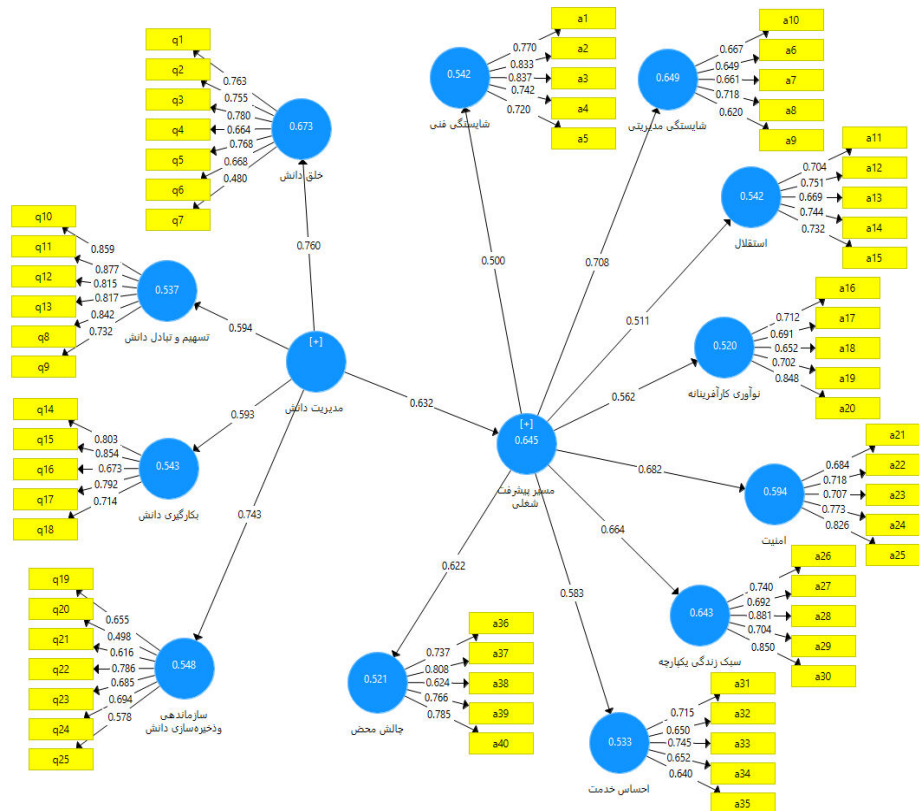 q1
q2
q3
q4
q5
q6
q7
0.763
0.755
0.780
0.664
0.768
0.668
0.480
0.673
خلق دانش
0.760
a1
a2
a3
a4
a5
0.770
0.833
0.837
0.742
0.720
0.542
شایستگی فنی
0.500
a10
a6
a7
a8
a9
0.667
0.649
0.661
0.718
0.620
0.649
شایستگی مدیریتی
0.708
a11
a12
a13
a14
a15
0.704
0.751
0.669
0.744
0.732
0.542
استقلال
0.511
q10
q11
q12
q13
q8
q9
0.859
0.877
0.815
0.817
0.842
0.732
0.537
تسهیم و تبادل دانش
0.594
a16
a17
a18
a19
a20
0.712
0.691
0.652
0.702
0.848
0.520
نوآوری کارآفرینانه
0.562
[+]
مدیریت دانش
0.632
[+]
0.645
مسیر پیشرفت
شغلی
q14
q15
q16
q17
q18
0.803
0.854
0.673
0.792
0.714
0.543
بکارگیری دانش
0.593
a21
a22
a23
a24
a25
0.684
0.718
0.707
0.773
0.826
0.594
امنیت
0.682
a26
a27
a28
a29
a30
0.740
0.692
0.881
0.704
0.850
0.643
سبک زندگی یکپارچه
0.664
q19
q20
q21
q22
q23
q24
q25
0.655
0.498
0.616
0.786
0.685
0.694
0.578
0.548
سازماندهی
وذخیره‌سازی دانش
0.743
a36
a37
a38
a39
a40
0.737
0.808
0.624
0.766
0.785
0.521
چالش محض
0.622
a31
a32
a33
a34
a35
0.715
0.650
0.745
0.652
0.640
0.533
احساس خدمت
0.583